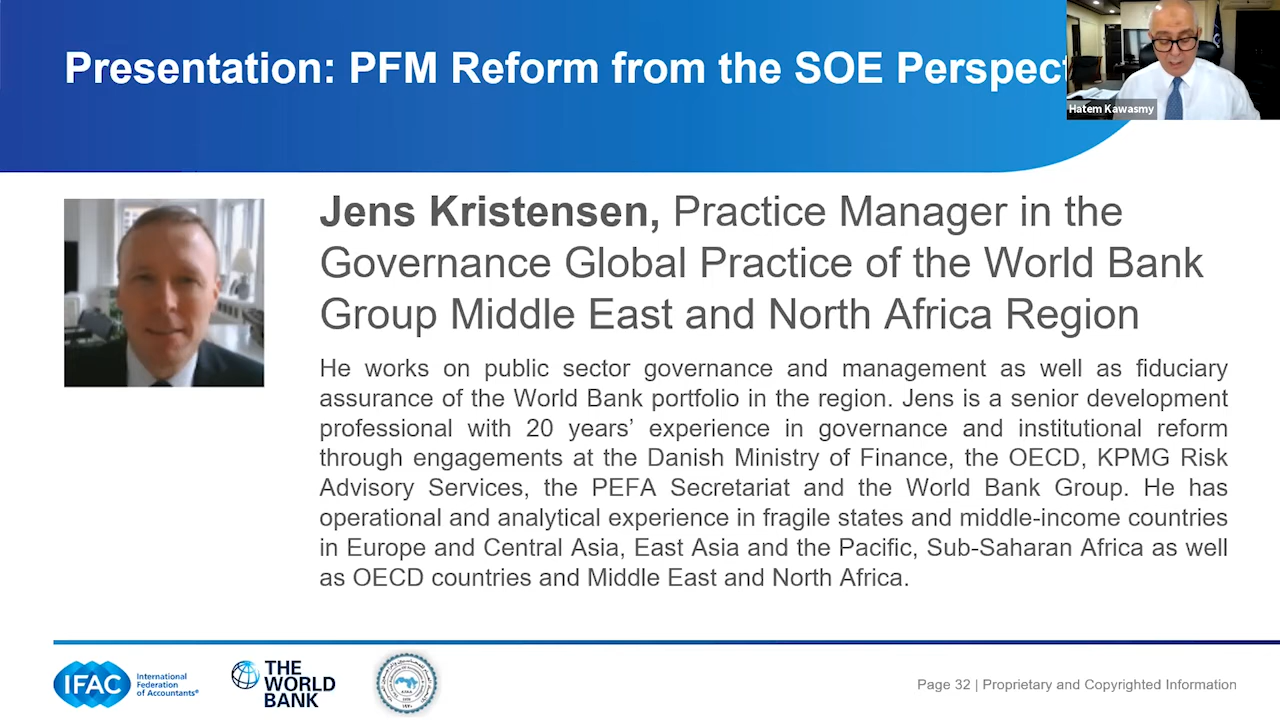 Presentation: PFM Reform from the SOE Perspect
Hatem Kawasmy
Jens Kristensen, Practice Manager in the
Governance Global Practice of the World Bank
Group Middle East and North Africa Region
He works on public sector governance and management as well as fiduciary
assurance of the World Bank portfolio in the region. Jens is a senior development
professional with 20 years’ experience in governance and institutional reform
through engagements at the Danish Ministry of Finance, the OECD, KPMG Risk
Advisory Services, the PEFA Secretariat and the World Bank Group. He has
operational and analytical experience in fragile states and middle-income countries
in Europe and Central Asia, East Asia and the Pacific, Sub-Saharan Africa as well
as OECD countries and Middle East and North Africa.
IFAC
International
Federation
of Accountants®
THE
WORLD
BANK
Page 32 | Proprietary and Copyrighted Information